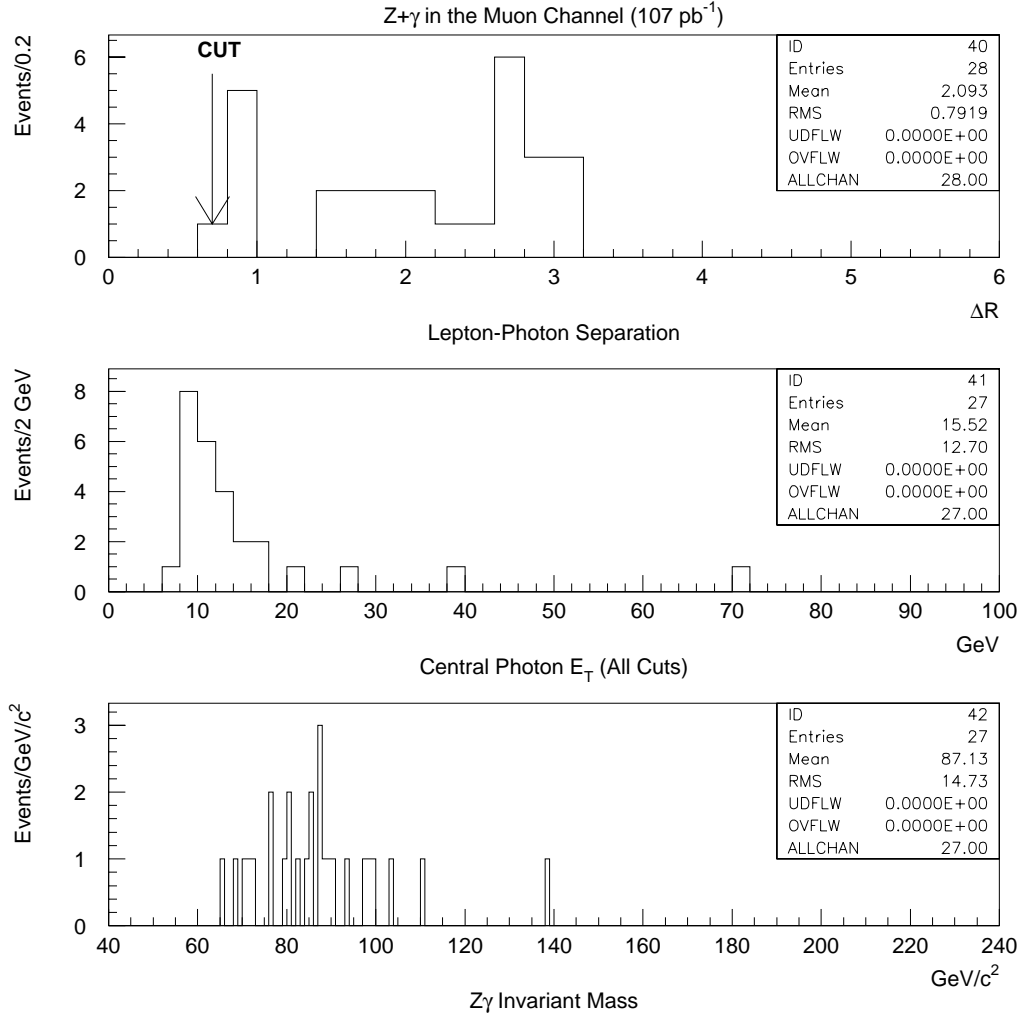 Z+γ in the Muon Channel (107 pb⁻¹)
Events/0.2
CUT
ID 40
Entries 28
Mean 2.093
RMS 0.7919
UDFLW 0.0000E+00
OVFLW 0.0000E+00
ALLCHAN 28.00
6
4
2
0
0 1 2 3 4 5 6
ΔR
Lepton-Photon Separation
Events/2 GeV
ID 41
Entries 27
Mean 15.52
RMS 12.70
UDFLW 0.0000E+00
OVFLW 0.0000E+00
ALLCHAN 27.00
8
6
4
2
0
0 10 20 30 40 50 60 70 80 90 100
GeV
Central Photon E_T (All Cuts)
Events/GeV/c²
ID 42
Entries 27
Mean 87.13
RMS 14.73
UDFLW 0.0000E+00
OVFLW 0.0000E+00
ALLCHAN 27.00
3
2
1
0
40 60 80 100 120 140 160 180 200 220 240
GeV/c²
Zγ Invariant Mass